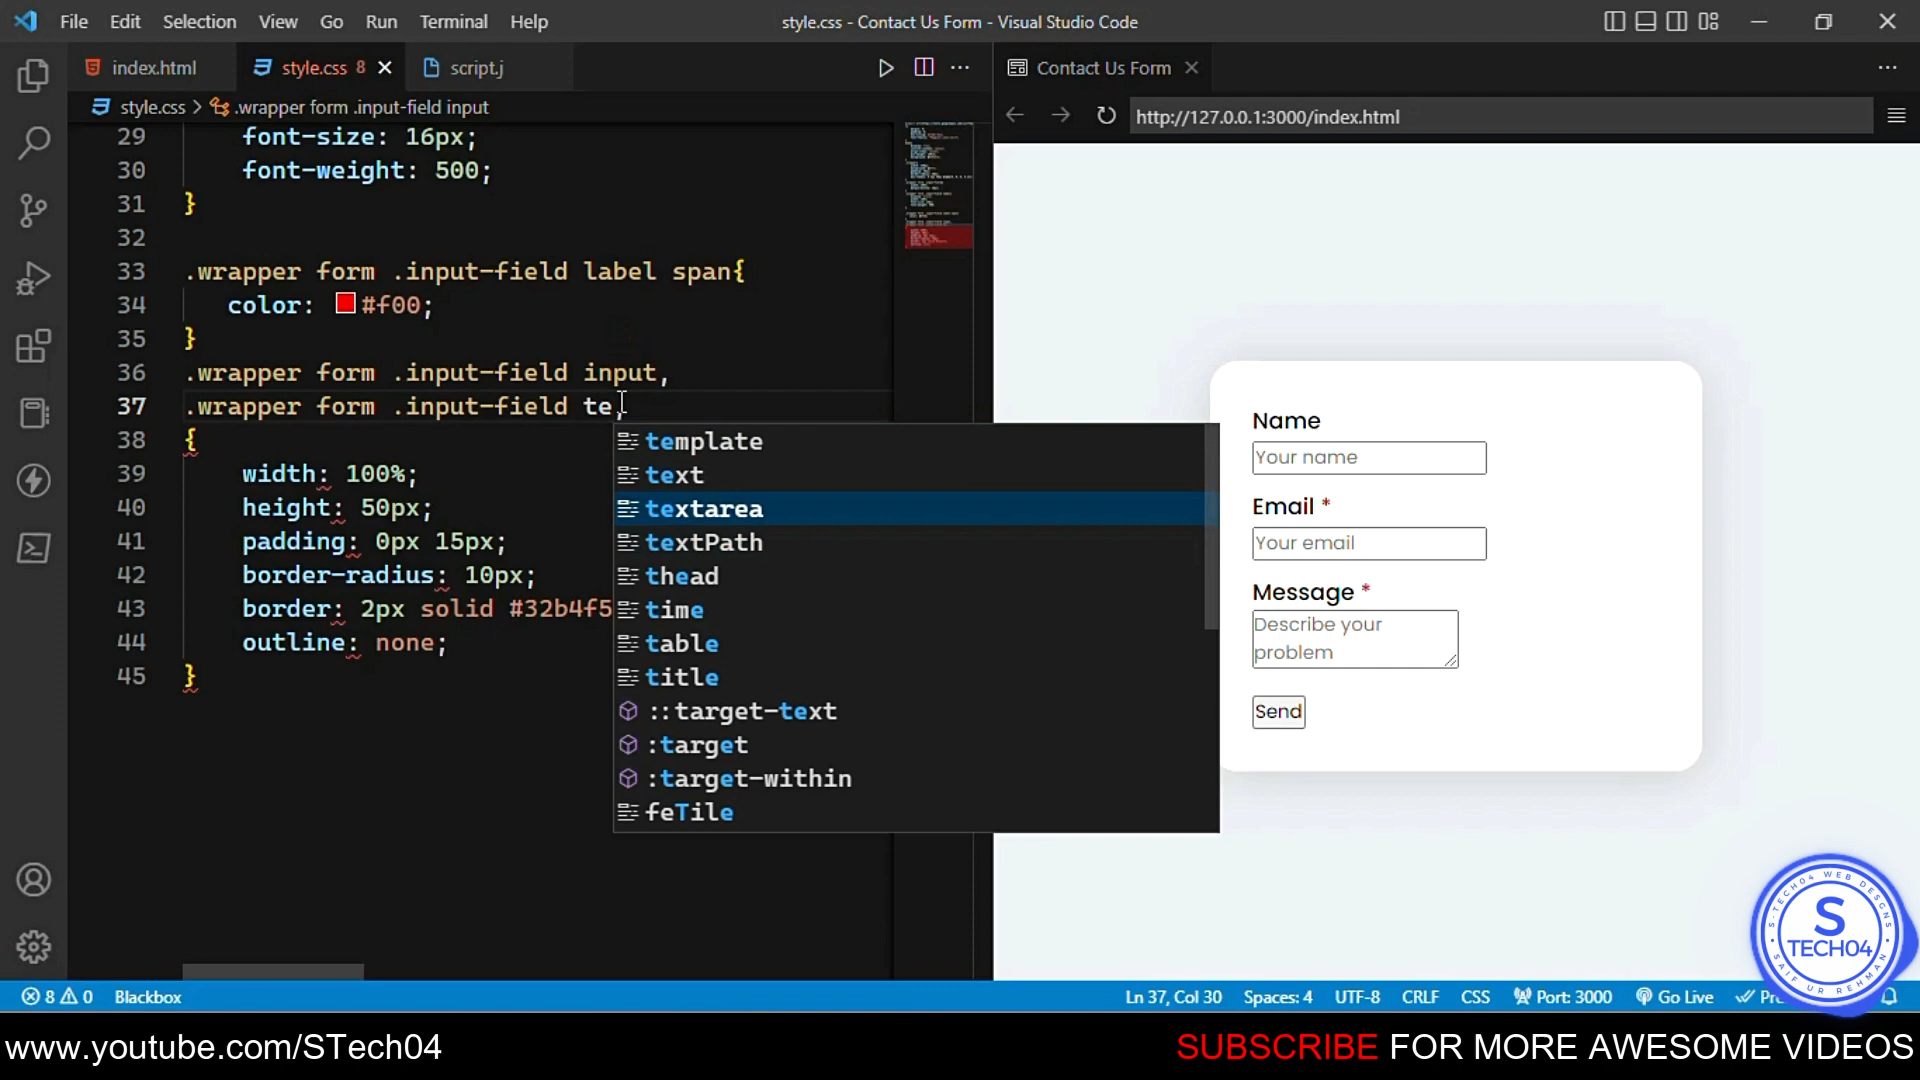 File Edit Selection View Go Run Terminal Help
style.css - Contact Us Form - Visual Studio Code
index.html
style.css 8
script.j
Contact Us Form
style.css > .wrapper form .input-field input
http://127.0.0.1:3000/index.html
29 font-size: 16px;
30 font-weight: 500;
31 }
32
33 .wrapper form .input-field label span{
34 color: #f00;
35 }
36 .wrapper form .input-field input,
37 .wrapper form .input-field te,
38 {
39 width: 100%;
40 height: 50px;
41 padding: 0px 15px;
42 border-radius: 10px;
43 border: 2px solid #32b4f5
44 outline: none;
45 }
template
text
textarea
textPath
thead
time
table
title
::target-text
:target
:target-within
feTile
Name
Your name
Email *
Your email
Message *
Describe your
problem
Send
S-TECH04 WEB DESGNS
S
TECH04
SAIF UR REHMAN
8 0 Blackbox
Ln 37, Col 30 Spaces: 4 UTF-8 CRLF CSS Port: 3000 Go Live
www.youtube.com/STech04
SUBSCRIBE FOR MORE AWESOME VIDEOS